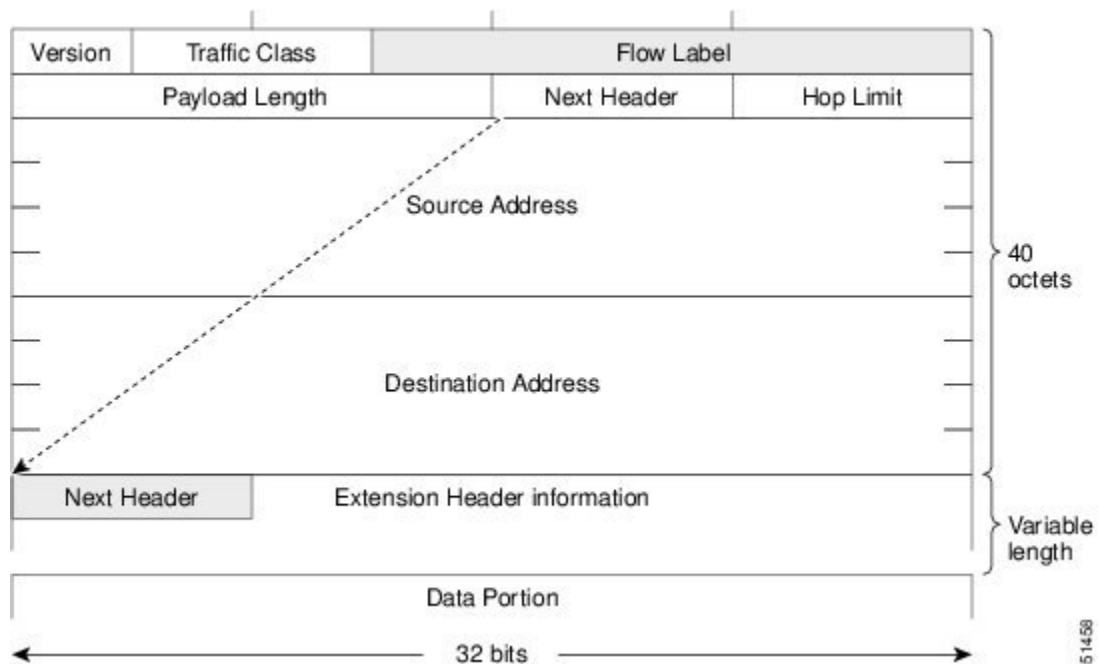 Version Traffic Class Flow Label
Payload Length Next Header Hop Limit
Source Address
40
octets
Destination Address
Next Header Extension Header information
Variable
length
Data Portion
32 bits
51458